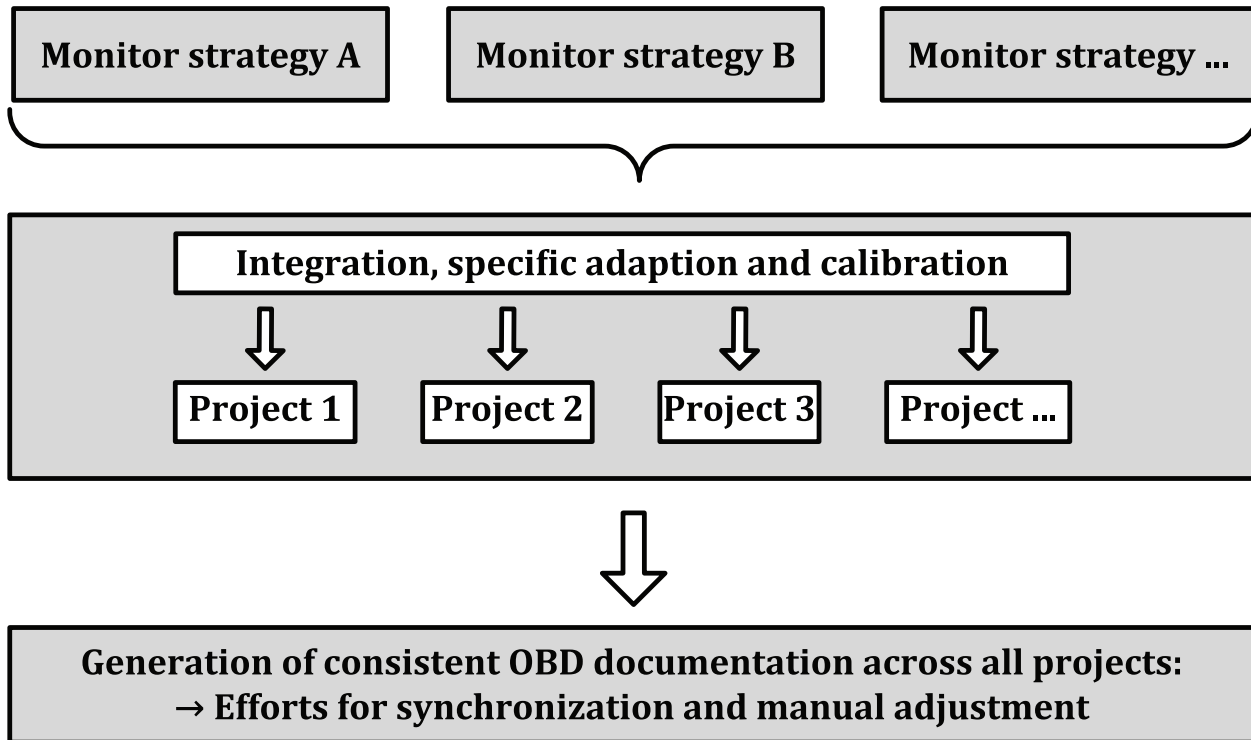 Monitor strategy A
Monitor strategy B
Monitor strategy ...
Integration, specific adaption and calibration
Project 1
Project 2
Project 3
Project ...
Generation of consistent OBD documentation across all projects:
→ Efforts for synchronization and manual adjustment